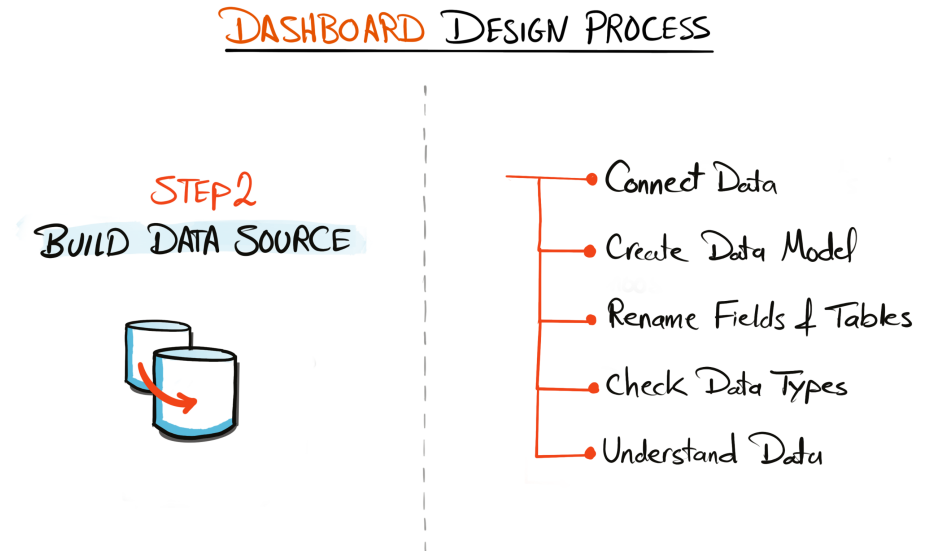 DASHBOARD DESIGN PROCESS
STEP 2
BUILD DATA SOURCE
Connect Data
Create Data Model
Rename Fields & Tables
Check Data Types
Understand Data